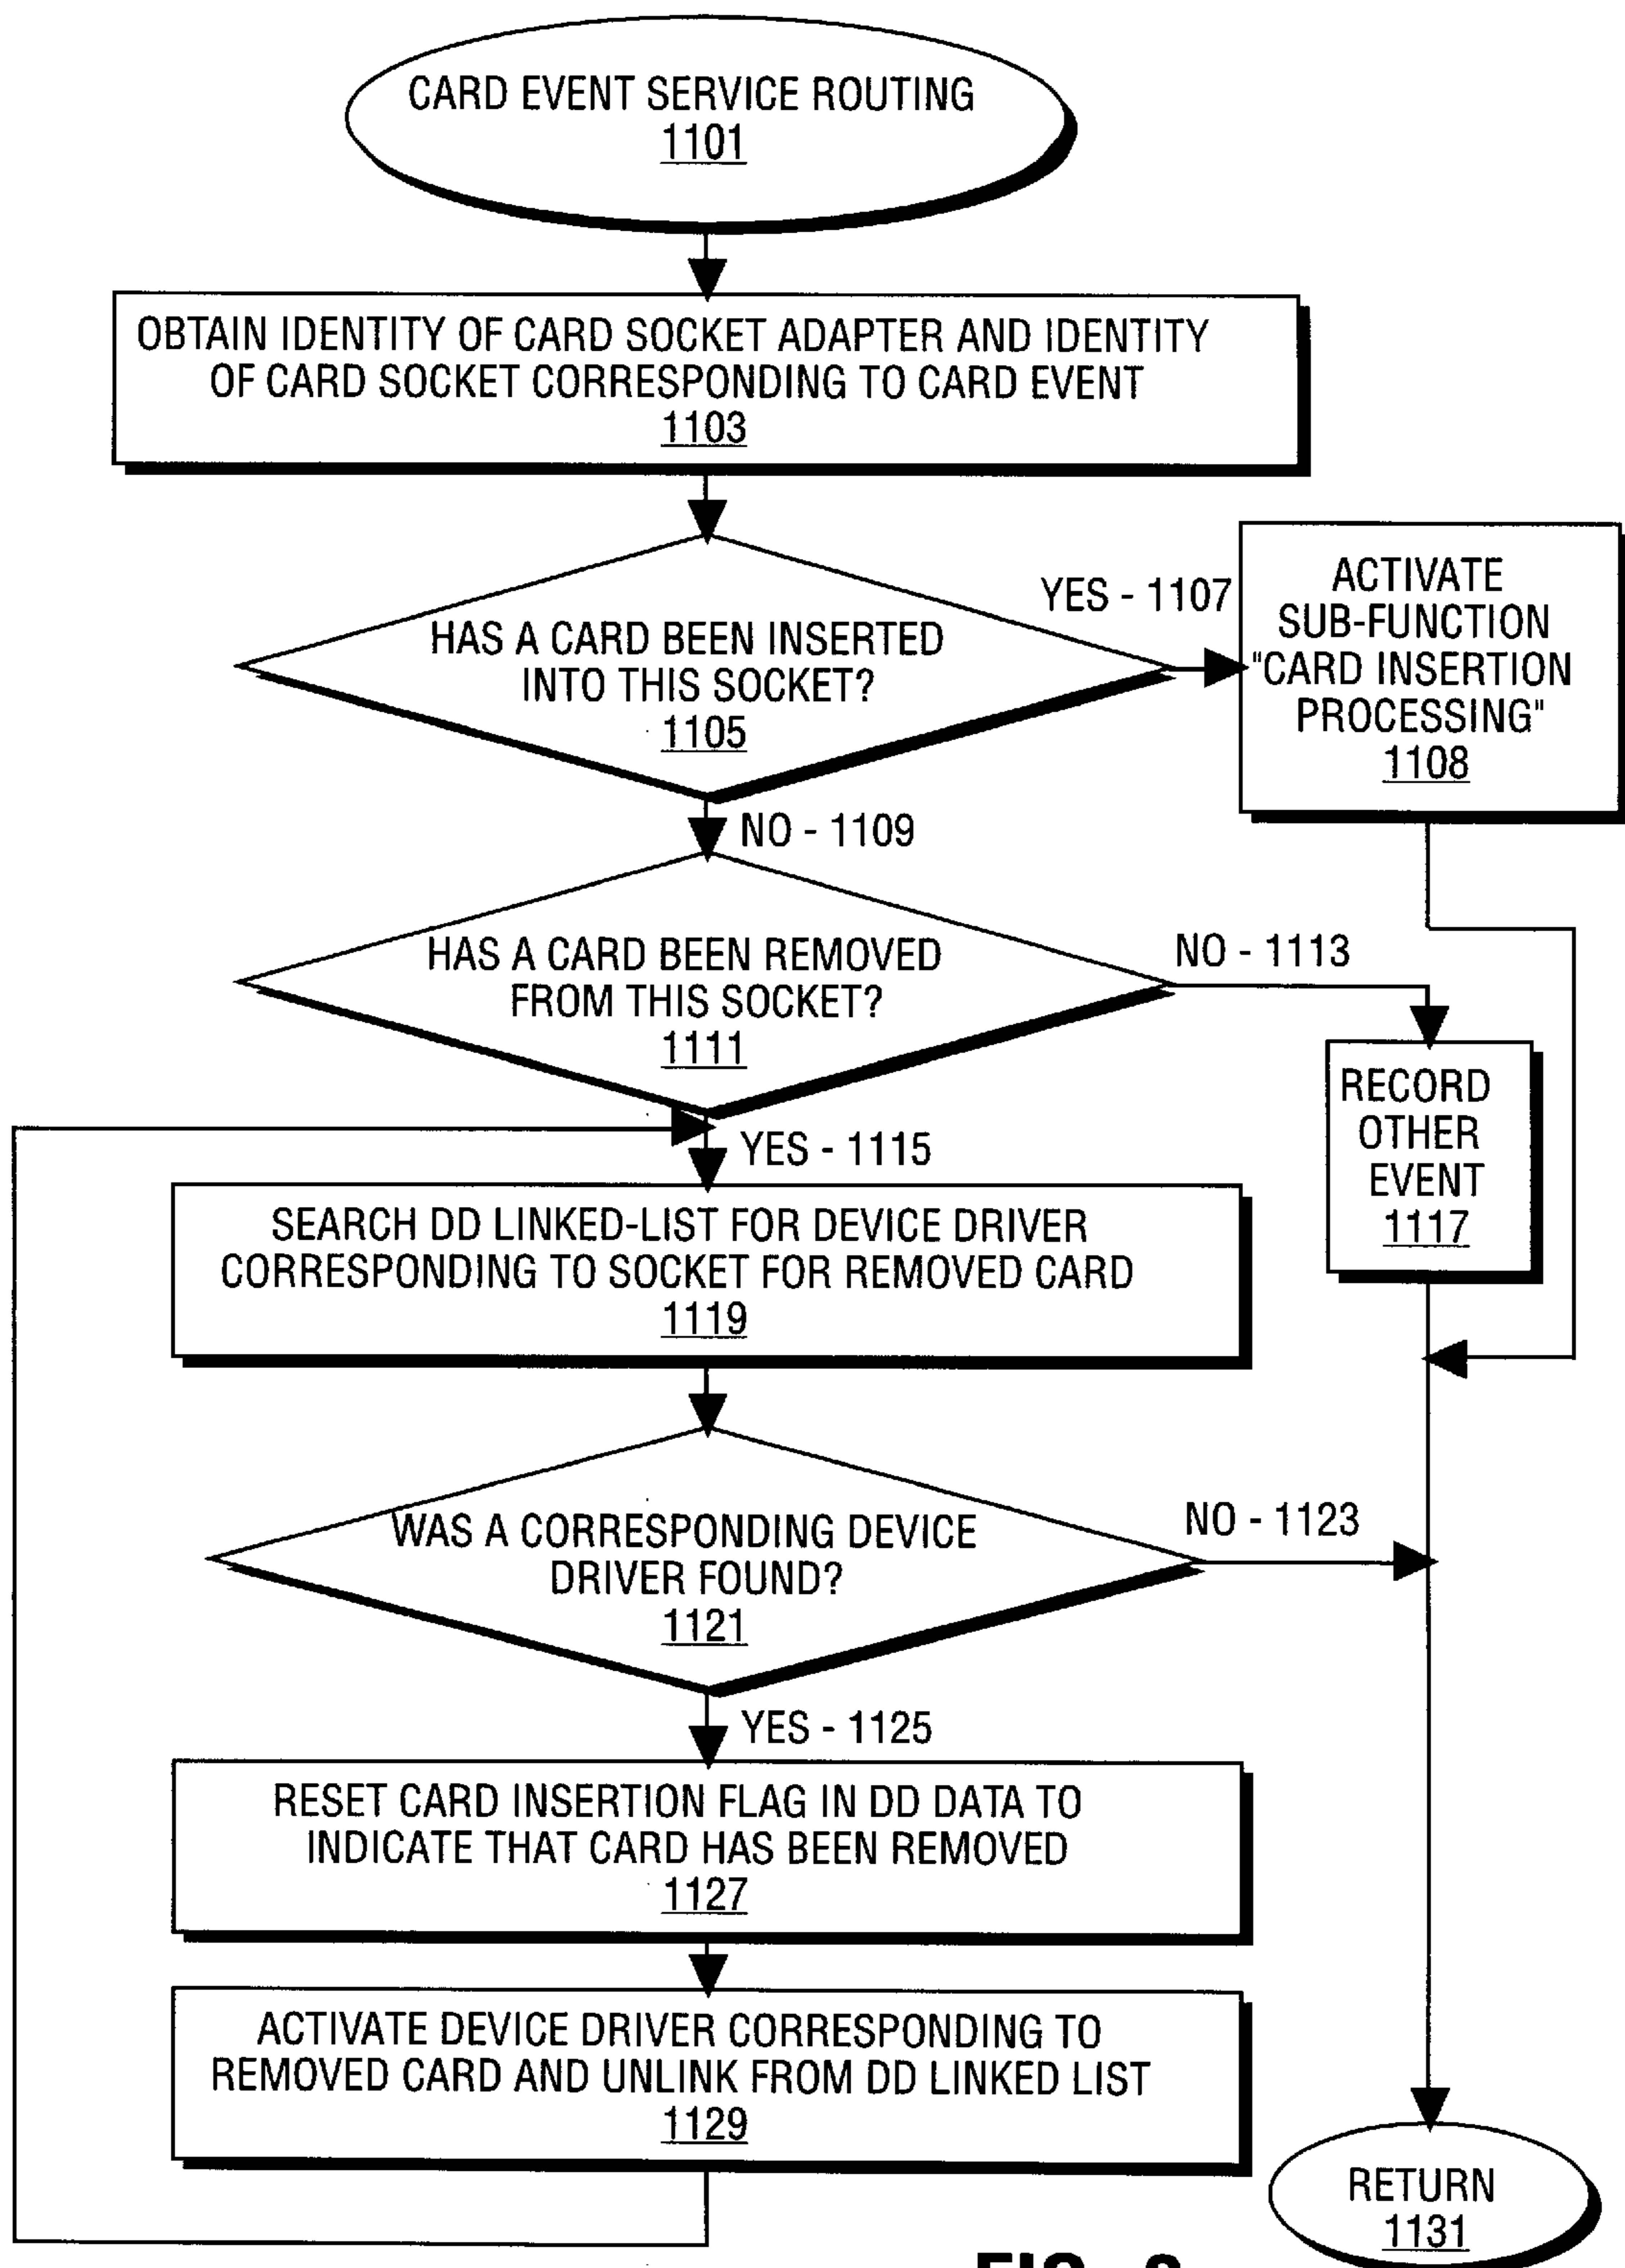 CARD EVENT SERVICE ROUTING
1101
OBTAIN IDENTITY OF CARD SOCKET ADAPTER AND IDENTITY
OF CARD SOCKET CORRESPONDING TO CARD EVENT
1103
HAS A CARD BEEN INSERTED
INTO THIS SOCKET?
1105
YES - 1107
ACTIVATE
SUB-FUNCTION
"CARD INSERTION
PROCESSING"
1108
NO - 1109
HAS A CARD BEEN REMOVED
FROM THIS SOCKET?
1111
NO - 1113
RECORD
OTHER
EVENT
1117
YES - 1115
SEARCH DD LINKED-LIST FOR DEVICE DRIVER
CORRESPONDING TO SOCKET FOR REMOVED CARD
1119
WAS A CORRESPONDING DEVICE
DRIVER FOUND?
1121
NO - 1123
YES - 1125
RESET CARD INSERTION FLAG IN DD DATA TO
INDICATE THAT CARD HAS BEEN REMOVED
1127
ACTIVATE DEVICE DRIVER CORRESPONDING TO
REMOVED CARD AND UNLINK FROM DD LINKED LIST
1129
RETURN
1131
FIG.